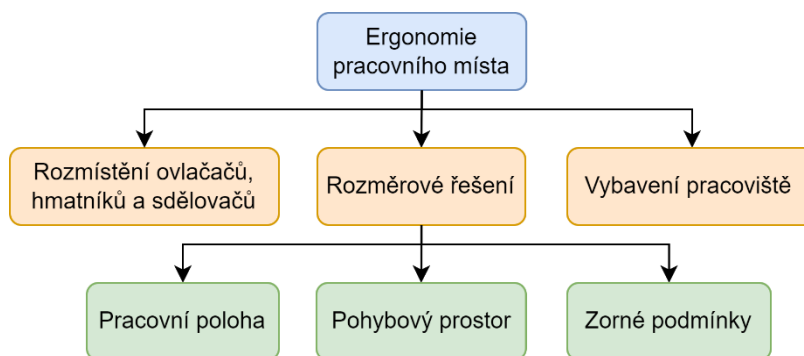 Ergonomie
pracovního místa
Rozmístění ovlačačů,
hmatníků a sdělovačů
Rozměrové řešení
Vybavení pracoviště
Pracovní poloha
Pohybový prostor
Zorné podmínky